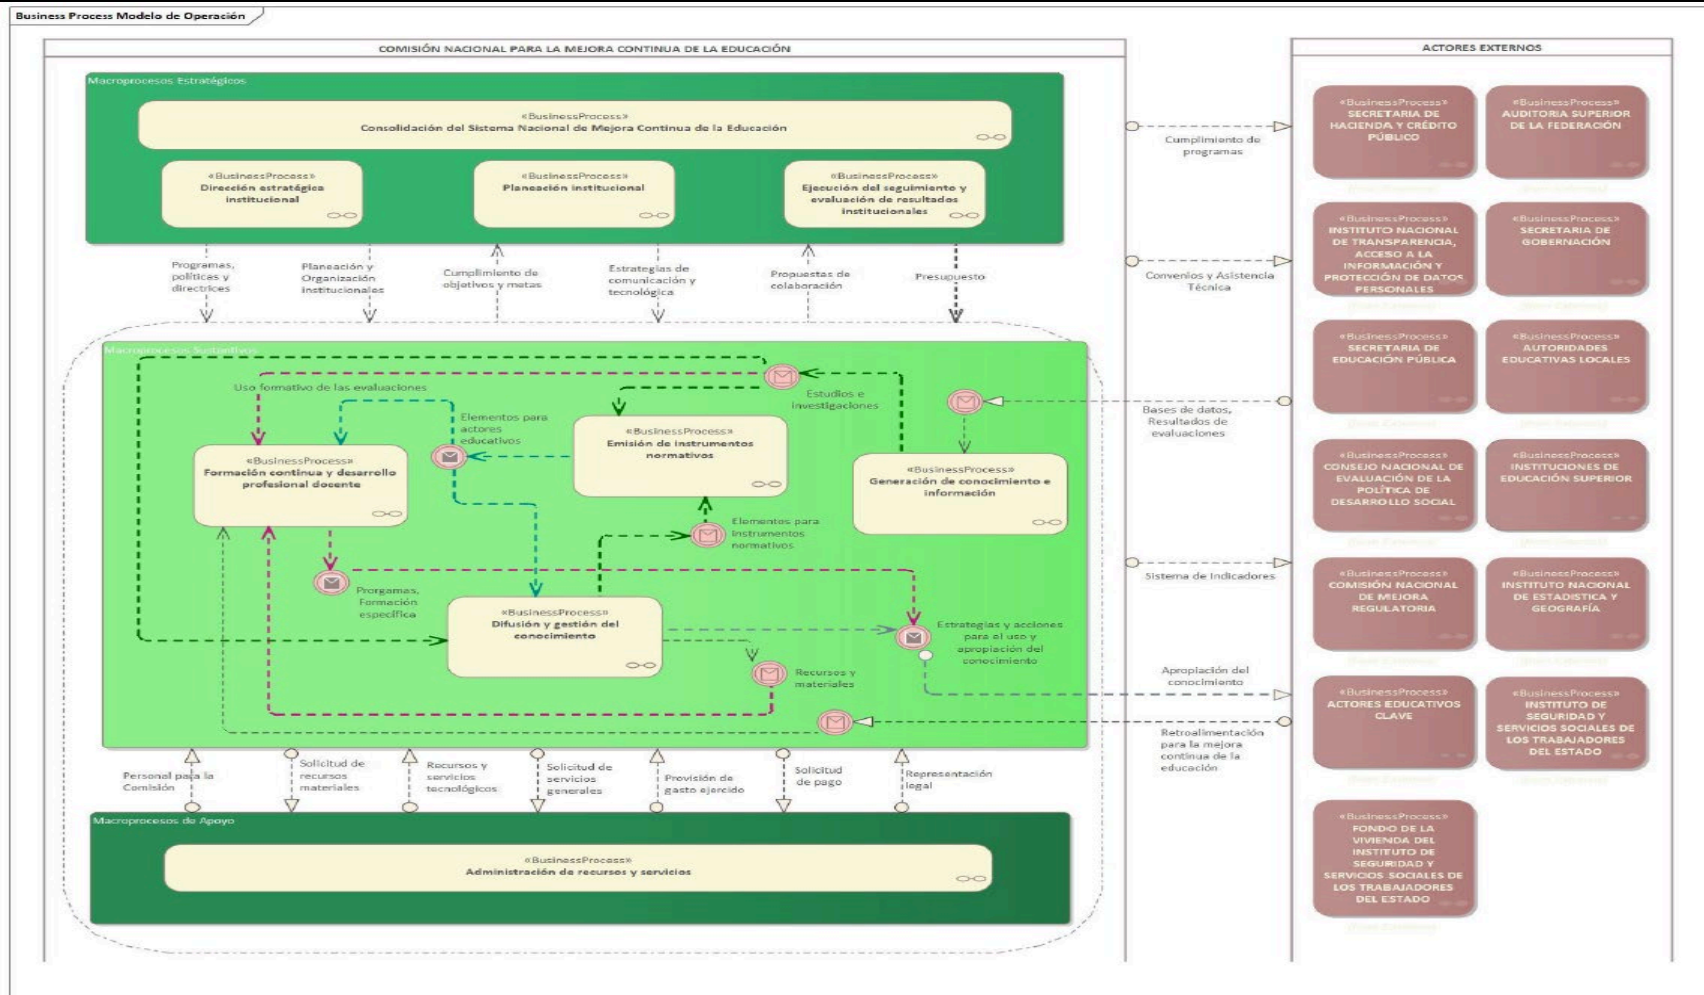 Business Process Modelo de Operación
COMISIÓN NACIONAL PARA LA MEJORA CONTINUA DE LA EDUCACIÓN
Macroprocesos Estratégicos
«BusinessProcess»
Consolidación del Sistema Nacional de Mejora Continua de la Educación
«BusinessProcess»
Dirección estratégica
institucional
«BusinessProcess»
Planeación institucional
«BusinessProcess»
Ejecución del seguimiento y
evaluación de resultados
institucionales
Programas,
políticas y
directrices
Planeación y
Organización
institucionales
Cumplimiento de
objetivos y metas
Estrategias de
comunicación y
tecnológica
Propuestas de
colaboración
Presupuesto
Macroprocesos Sustantivos
Uso formativo de las evaluaciones
Estudios e
investigaciones
Elementos para
actores
educativos
«BusinessProcess»
Emisión de instrumentos
normativos
«BusinessProcess»
Formación continua y desarrollo
profesional docente
«BusinessProcess»
Generación de conocimiento e
información
Elementos para
instrumentos
normativos
Prorgamas,
Formación
específica
«BusinessProcess»
Difusión y gestión del
conocimiento
Estrategias y acciones
para el uso y
apropiación del
conocimiento
Recursos y
materiales
Personal para la
Comisión
Solicitud de
recursos
materiales
Recursos y
servicios
tecnológicos
Solicitud de
servicios
generales
Provisión de
gasto ejercido
Solicitud
de pago
Representación
legal
Macroprocesos de Apoyo
«BusinessProcess»
Administración de recursos y servicios
Cumplimiento de
programas
Convenios y Asistencia
Técnica
Bases de datos,
Resultados de
evaluaciones
Sistema de Indicadores
Apropiación del
conocimiento
Retroalimentación
para la mejora
continua de la
educación
ACTORES EXTERNOS
«BusinessProcess»
SECRETARIA DE
HACIENDA Y CRÉDITO
PÚBLICO
«BusinessProcess»
AUDITORIA SUPERIOR
DE LA FEDERACIÓN
«BusinessProcess»
INSTITUTO NACIONAL
DE TRANSPARENCIA,
ACCESO A LA
INFORMACIÓN Y
PROTECCIÓN DE DATOS
PERSONALES
«BusinessProcess»
SECRETARIA DE
GOBERNACIÓN
«BusinessProcess»
SECRETARIA DE
EDUCACIÓN PÚBLICA
«BusinessProcess»
AUTORIDADES
EDUCATIVAS LOCALES
«BusinessProcess»
CONSEJO NACIONAL DE
EVALUACIÓN DE LA
POLÍTICA DE
DESARROLLO SOCIAL
«BusinessProcess»
INSTITUCIONES DE
EDUCACIÓN SUPERIOR
«BusinessProcess»
COMISIÓN NACIONAL
DE MEJORA
REGULATORIA
«BusinessProcess»
INSTITUTO NACIONAL
DE ESTADISTICA Y
GEOGRAFÍA
«BusinessProcess»
ACTORES EDUCATIVOS
CLAVE
«BusinessProcess»
INSTITUTO DE
SEGURIDAD Y
SERVICIOS SOCIALES DE
LOS TRABAJADORES
DEL ESTADO
«BusinessProcess»
FONDO DE LA
VIVIENDA DEL
INSTITUTO DE
SEGURIDAD Y
SERVICIOS SOCIALES DE
LOS TRABAJADORES
DEL ESTADO